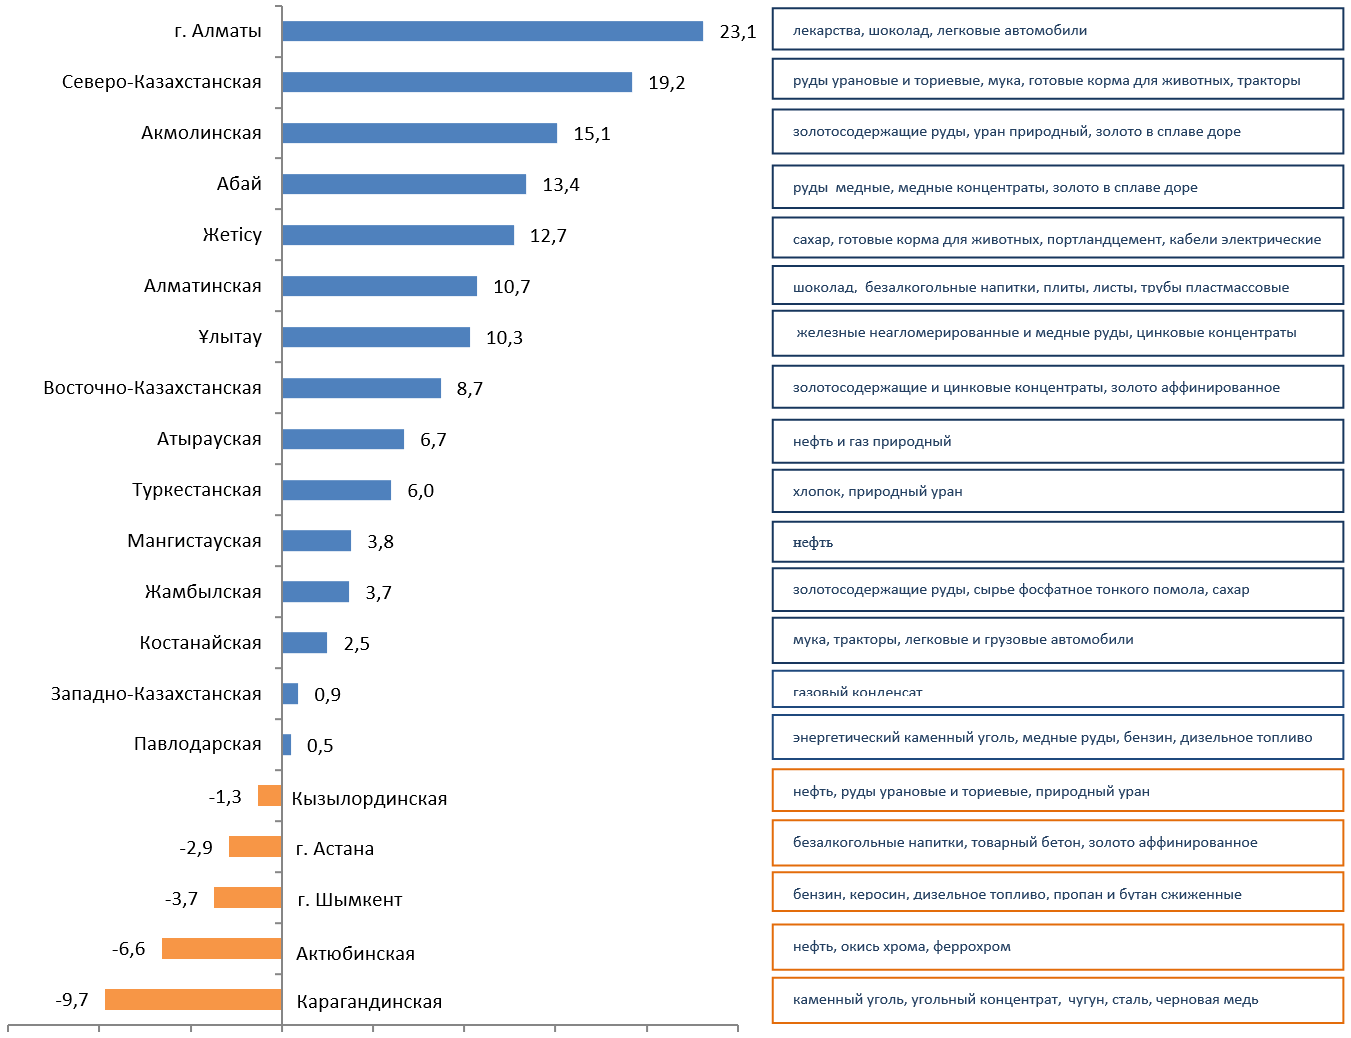 г. Алматы 23,1 лекарства, шоколад, легковые автомобили
Северо-Казахстанская 19,2 руды урановые и ториевые, мука, готовые корма для животных, тракторы
Акмолинская 15,1 золотосодержащие руды, уран природный, золото в сплаве доре
Абай 13,4 руды медные, медные концентраты, золото в сплаве доре
Жетісу 12,7 сахар, готовые корма для животных, портландцемент, кабели электрические
Алматинская 10,7 шоколад, безалкогольные напитки, плиты, листы, трубы пластмассовые
Ұлытау 10,3 железные неагломерированные и медные руды, цинковые концентраты
Восточно-Казахстанская 8,7 золотосодержащие и цинковые концентраты, золото аффинированное
Атырауская 6,7 нефть и газ природный
Туркестанская 6,0 хлопок, природный уран
Мангистауская 3,8 нефть
Жамбылская 3,7 золотосодержащие руды, сырье фосфатное тонкого помола, сахар
Костанайская 2,5 мука, тракторы, легковые и грузовые автомобили
Западно-Казахстанская 0,9 газовый конденсат
Павлодарская 0,5 энергетический каменный уголь, медные руды, бензин, дизельное топливо
-1,3 Кызылординская нефть, руды урановые и ториевые, природный уран
-2,9 г. Астана безалкогольные напитки, товарный бетон, золото аффинированное
-3,7 г. Шымкент бензин, керосин, дизельное топливо, пропан и бутан сжиженные
-6,6 Актюбинская нефть, окись хрома, феррохром
-9,7 Карагандинская каменный уголь, угольный концентрат, чугун, сталь, черновая медь